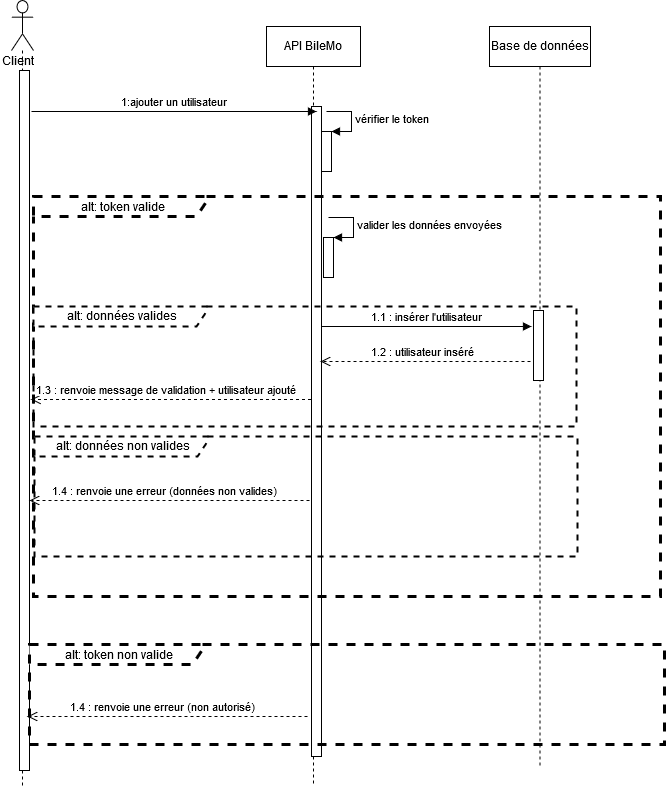 Client
API BileMo
Base de données
1:ajouter un utilisateur
vérifier le token
alt: token valide
valider les données envoyées
alt: données valides
1.1 : insérer l'utilisateur
1.2 : utilisateur inséré
1.3 : renvoie message de validation + utilisateur ajouté
alt: données non valides
1.4 : renvoie une erreur (données non valides)
alt: token non valide
1.4 : renvoie une erreur (non autorisé)